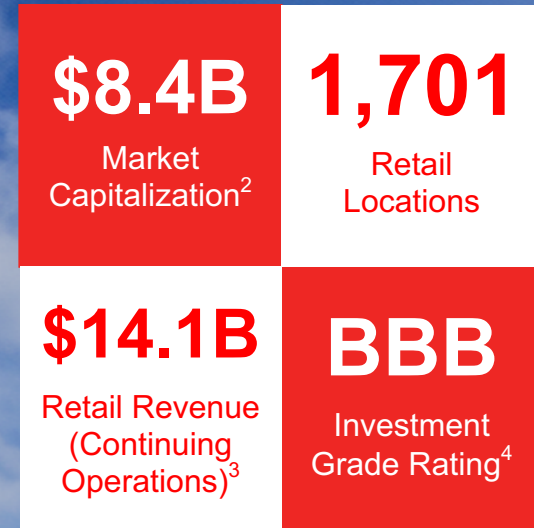 $8.4B
Market
Capitalization²
1,701
Retail
Locations
$14.1B
Retail Revenue
(Continuing
Operations)³
BBB
Investment
Grade Rating⁴